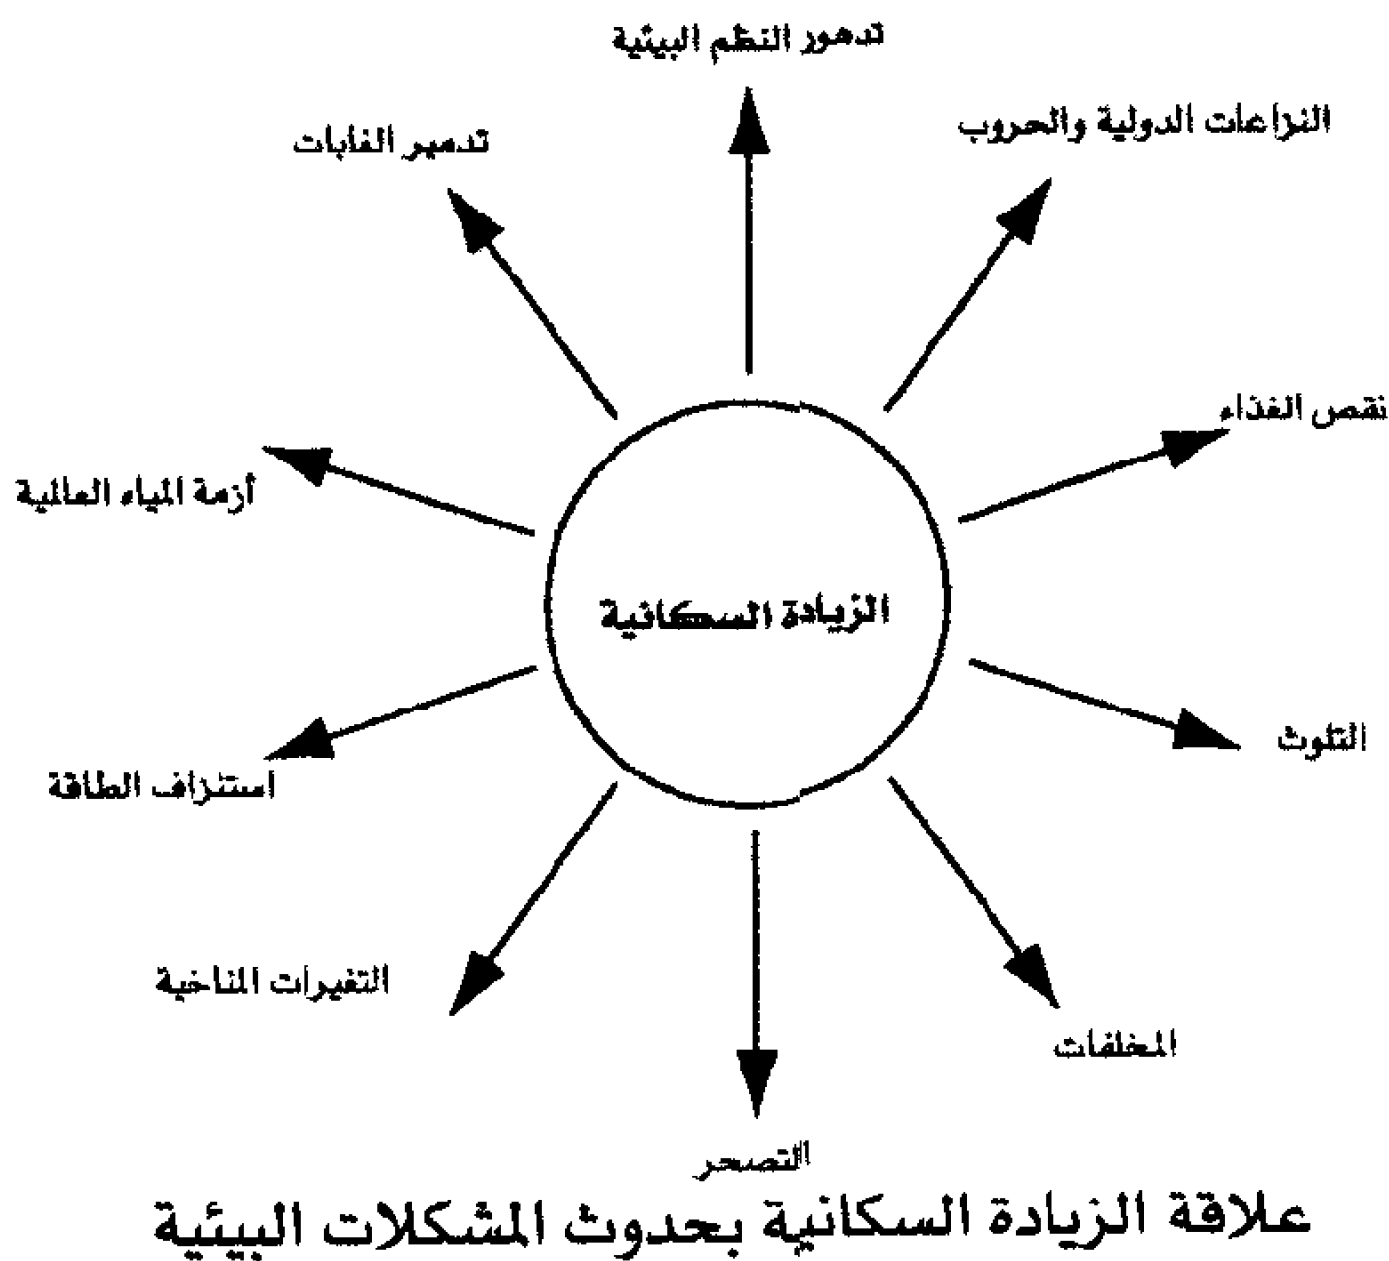 تدهور النظم البيئية
النزاعات الدولية والحروب
تدمير الغابات
نقص الغذاء
أزمة المياه العالمية
الزيادة السكانية
التلوث
استنزاف الطاقة
التغيرات المناخية
المخلفات
التصحر
علاقة الزيادة السكانية بحدوث المشكلات البيئية